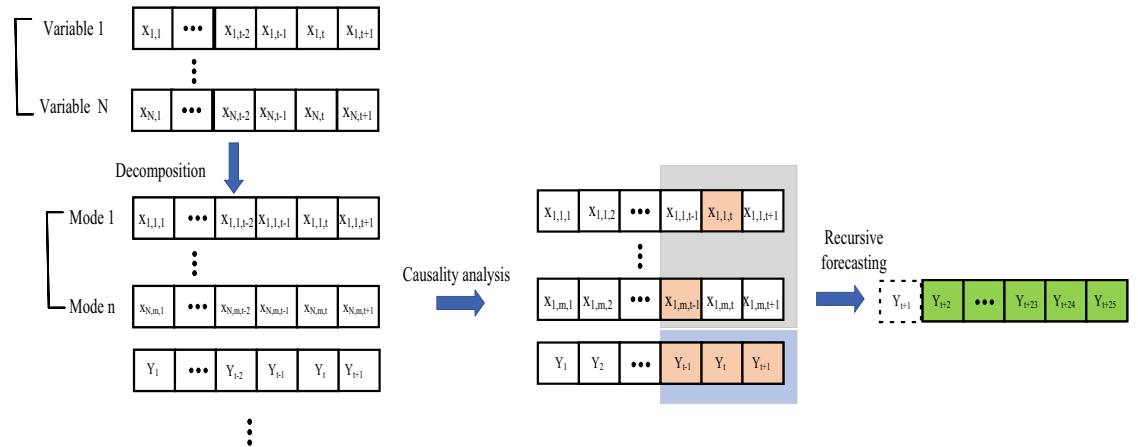 Variable 1 x1,1 ••• x1,t-2 x1,t-1 x1,t x1,t+1
Variable N xN,1 ••• xN,t-2 xN,t-1 xN,t xN,t+1
Decomposition
Mode 1 x1,1,1 ••• x1,1,t-2 x1,1,t-1 x1,1,t x1,1,t+1
Mode n xN,m,1 ••• xN,m,t-2 xN,m,t-1 xN,m,t xN,m,t+1
Y1 ••• Yt-2 Yt-1 Yt Yt+1
Causality analysis
x1,1,1 x1,1,2 ••• x1,1,t-1 x1,1,t x1,1,t+1
x1,m,1 x1,m,2 ••• x1,m,t-1 x1,m,t x1,m,t+1
Y1 Y2 ••• Yt-1 Yt Yt+1
Recursive
forecasting
Yt+1 Yt+2 ••• Yt+23 Yt+24 Yt+25